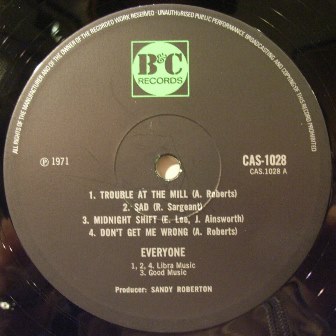 ALL RIGHTS OF THE MANUFACTURER AND OF THE OWNER OF THE RECORDED WORK RESERVED · UNAUTHORISED PUBLIC PERFORMANCE BROADCASTING AND COPYING OF THIS RECORD PROHIBITED
B&C
RECORDS
℗ 1971
CAS-1028
CAS.1028 A
1. TROUBLE AT THE MILL (A. Roberts)
2. SAD (R. Sargeant)
3. MIDNIGHT SHIFT (E. Lee, J. Ainsworth)
4. DON'T GET ME WRONG (A. Roberts)
EVERYONE
1, 2, 4. Libra Music
3. Good Music
Producer: SANDY ROBERTON